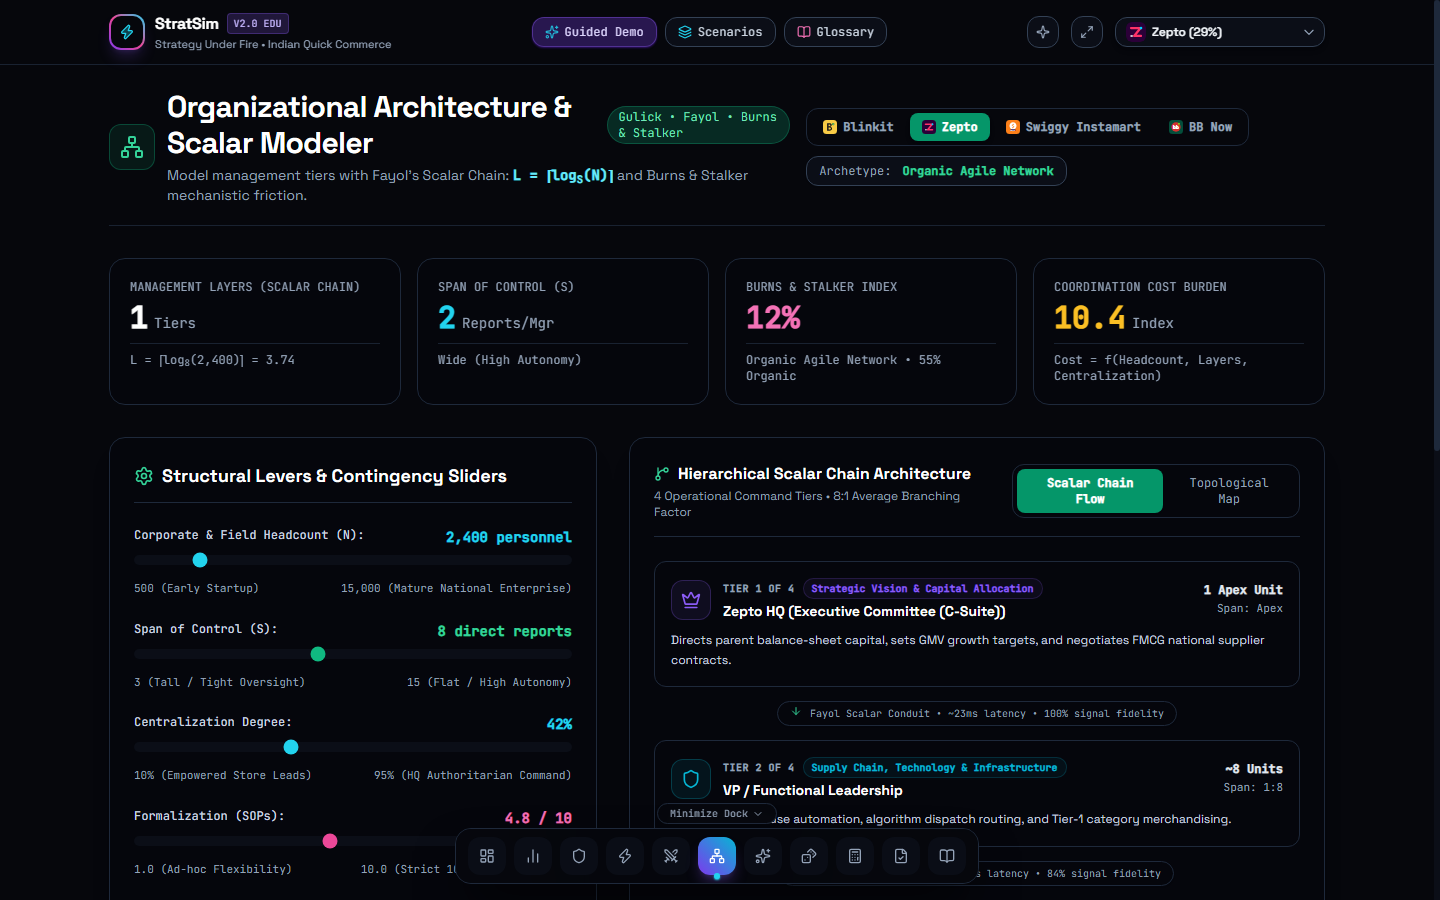 StratSim V2.0 EDU
Strategy Under Fire • Indian Quick Commerce
Guided Demo
Scenarios
Glossary
Zepto (29%)
Organizational Architecture &
Scalar Modeler
Gulick • Fayol • Burns
& Stalker
Model management tiers with Fayol's Scalar Chain: L = ⌈log₅(N)⌉ and Burns & Stalker
mechanistic friction.
Blinkit
Zepto
Swiggy Instamart
BB Now
Archetype: Organic Agile Network
MANAGEMENT LAYERS (SCALAR CHAIN)
1 Tiers
L = ⌈log₈(2,400)⌉ = 3.74
SPAN OF CONTROL (S)
2 Reports/Mgr
Wide (High Autonomy)
BURNS & STALKER INDEX
12%
Organic Agile Network • 55%
Organic
COORDINATION COST BURDEN
10.4 Index
Cost = f(Headcount, Layers,
Centralization)
Structural Levers & Contingency Sliders
Corporate & Field Headcount (N): 2,400 personnel
500 (Early Startup) 15,000 (Mature National Enterprise)
Span of Control (S): 8 direct reports
3 (Tall / Tight Oversight) 15 (Flat / High Autonomy)
Centralization Degree: 42%
10% (Empowered Store Leads) 95% (HQ Authoritarian Command)
Formalization (SOPs): 4.8 / 10
1.0 (Ad-hoc Flexibility) 10.0 (Strict 10
Hierarchical Scalar Chain Architecture
4 Operational Command Tiers • 8:1 Average Branching
Factor
Scalar Chain
Flow
Topological
Map
TIER 1 OF 4 Strategic Vision & Capital Allocation
Zepto HQ (Executive Committee (C-Suite))
1 Apex Unit
Span: Apex
Directs parent balance-sheet capital, sets GMV growth targets, and negotiates FMCG national supplier
contracts.
Fayol Scalar Conduit • ~23ms latency • 100% signal fidelity
TIER 2 OF 4 Supply Chain, Technology & Infrastructure
VP / Functional Leadership
~8 Units
Span: 1:8
Minimize Dock
se automation, algorithm dispatch routing, and Tier-1 category merchandising.
s latency • 84% signal fidelity